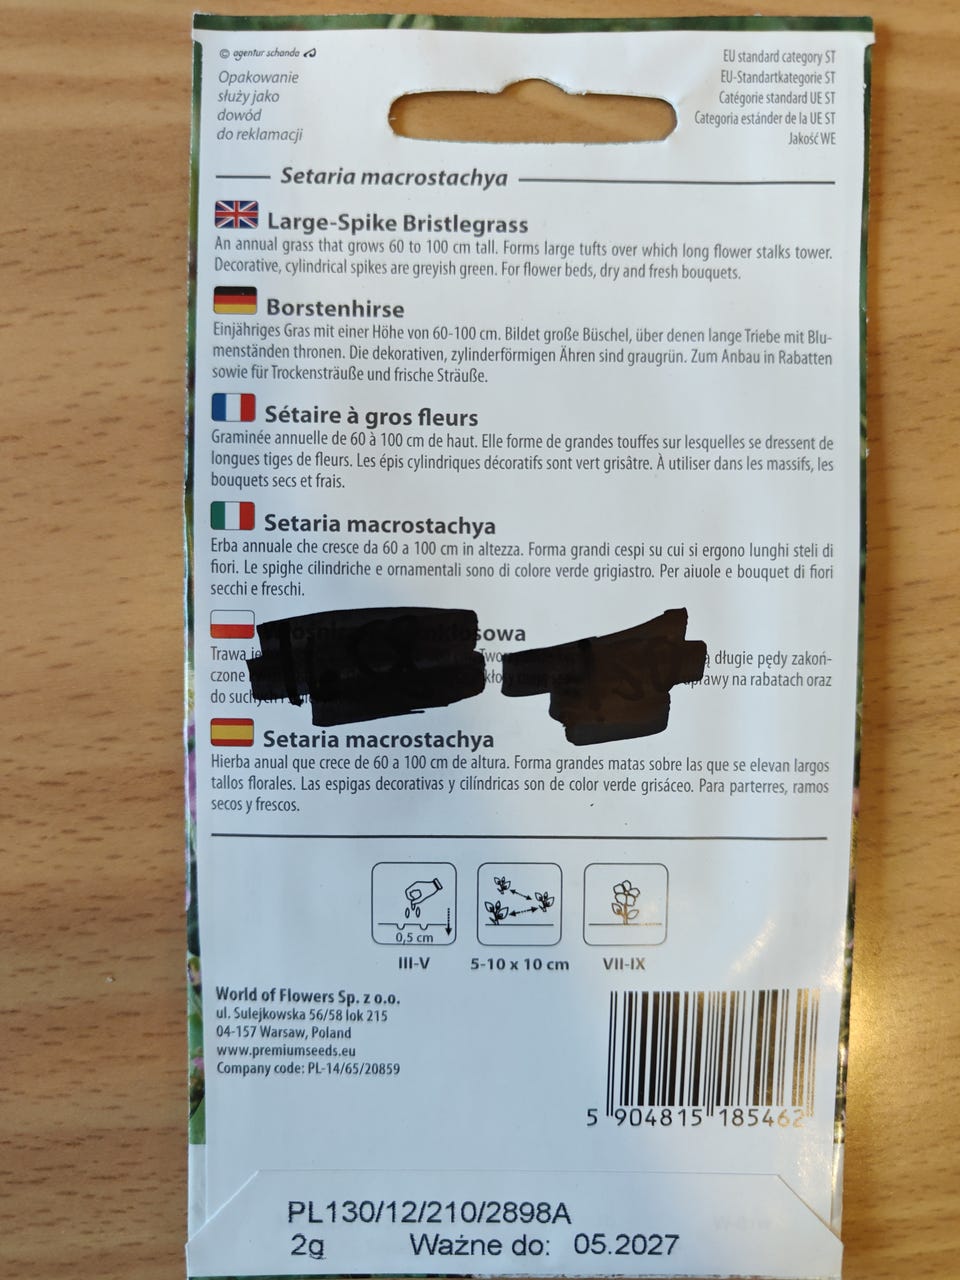 © agentur schanda
Opakowanie
służy jako
dowód
do reklamacji
EU standard category ST
EU-Standartkategorie ST
Catégorie standard UE ST
Categoria estánder de la UE ST
Jakość WE
Setaria macrostachya
Large-Spike Bristlegrass
An annual grass that grows 60 to 100 cm tall. Forms large tufts over which long flower stalks tower.
Decorative, cylindrical spikes are greyish green. For flower beds, dry and fresh bouquets.
Borstenhirse
Einjähriges Gras mit einer Höhe von 60-100 cm. Bildet große Büschel, über denen lange Triebe mit Blu-
menständen thronen. Die dekorativen, zylinderförmigen Ähren sind graugrün. Zum Anbau in Rabatten
sowie für Trockensträuße und frische Sträuße.
Sétaire à gros fleurs
Graminée annuelle de 60 à 100 cm de haut. Elle forme de grandes touffes sur lesquelles se dressent de
longues tiges de fleurs. Les épis cylindriques décoratifs sont vert grisâtre. À utiliser dans les massifs, les
bouquets secs et frais.
Setaria macrostachya
Erba annuale che cresce da 60 a 100 cm in altezza. Forma grandi cespi su cui si ergono lunghi steli di
fiori. Le spighe cilindriche e ornamentali sono di colore verde grigiastro. Per aiuole e bouquet di fiori
secchi e freschi.
Trawa długie pędy zakoń-
czone na rabatach oraz
do
Setaria macrostachya
Hierba anual que crece de 60 a 100 cm de altura. Forma grandes matas sobre las que se elevan largos
tallos florales. Las espigas decorativas y cilíndricas son de color verde grisáceo. Para parterres, ramos
secos y frescos.
0,5 cm
III-V 5-10 x 10 cm VII-IX
World of Flowers Sp. z o.o.
ul. Sulejkowska 56/58 lok 215
04-157 Warsaw, Poland
www.premiumseeds.eu
Company code: PL-14/65/20859
5 904815 185462
PL130/12/210/2898A
2g Ważne do: 05.2027